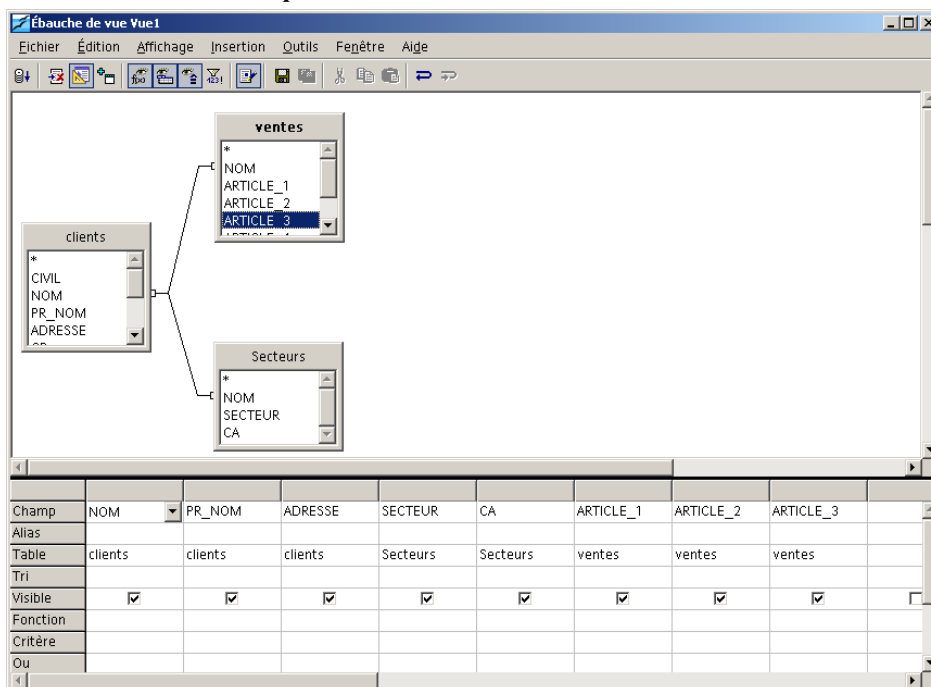 Ébauche de vue Vue1
Fichier Édition Affichage Insertion Outils Fenêtre Aide
ventes
*
NOM
ARTICLE_1
ARTICLE_2
ARTICLE_3
clients
*
CIVIL
NOM
PR_NOM
ADRESSE
Secteurs
*
NOM
SECTEUR
CA
Champ NOM PR_NOM ADRESSE SECTEUR CA ARTICLE_1 ARTICLE_2 ARTICLE_3
Alias
Table clients clients clients Secteurs Secteurs ventes ventes ventes
Tri
Visible
Fonction
Critère
Ou